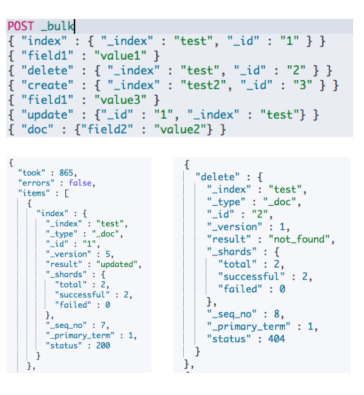 POST _bulk
{ "index" : { "_index" : "test", "_id" : "1" } }
{ "field1" : "value1" }
{ "delete" : { "_index" : "test", "_id" : "2" } }
{ "create" : { "_index" : "test2", "_id" : "3" } }
{ "field1" : "value3" }
{ "update" : {"_id" : "1", "_index" : "test"} }
{ "doc" : {"field2" : "value2"} }
{
"took" : 865,
"errors" : false,
"items" : [
{
"index" : {
"_index" : "test",
"_type" : "_doc",
"_id" : "1",
"_version" : 5,
"result" : "updated",
"_shards" : {
"total" : 2,
"successful" : 2,
"failed" : 0
},
"_seq_no" : 7,
"_primary_term" : 1,
"status" : 200
}
},
{
"delete" : {
"_index" : "test",
"_type" : "_doc",
"_id" : "2",
"_version" : 1,
"result" : "not_found",
"_shards" : {
"total" : 2,
"successful" : 2,
"failed" : 0
},
"_seq_no" : 8,
"_primary_term" : 1,
"status" : 404
}
},